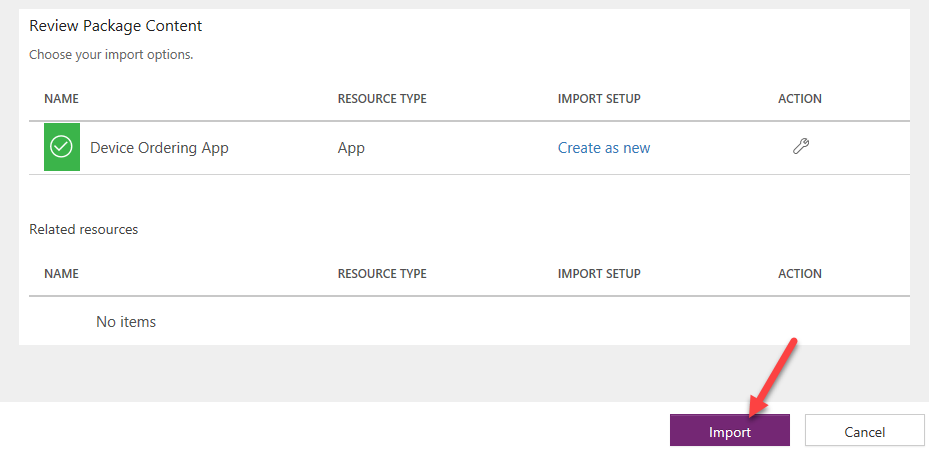 Review Package Content
Choose your import options.
NAME RESOURCE TYPE IMPORT SETUP ACTION
Device Ordering App App Create as new
Related resources
NAME RESOURCE TYPE IMPORT SETUP ACTION
No items
Import Cancel